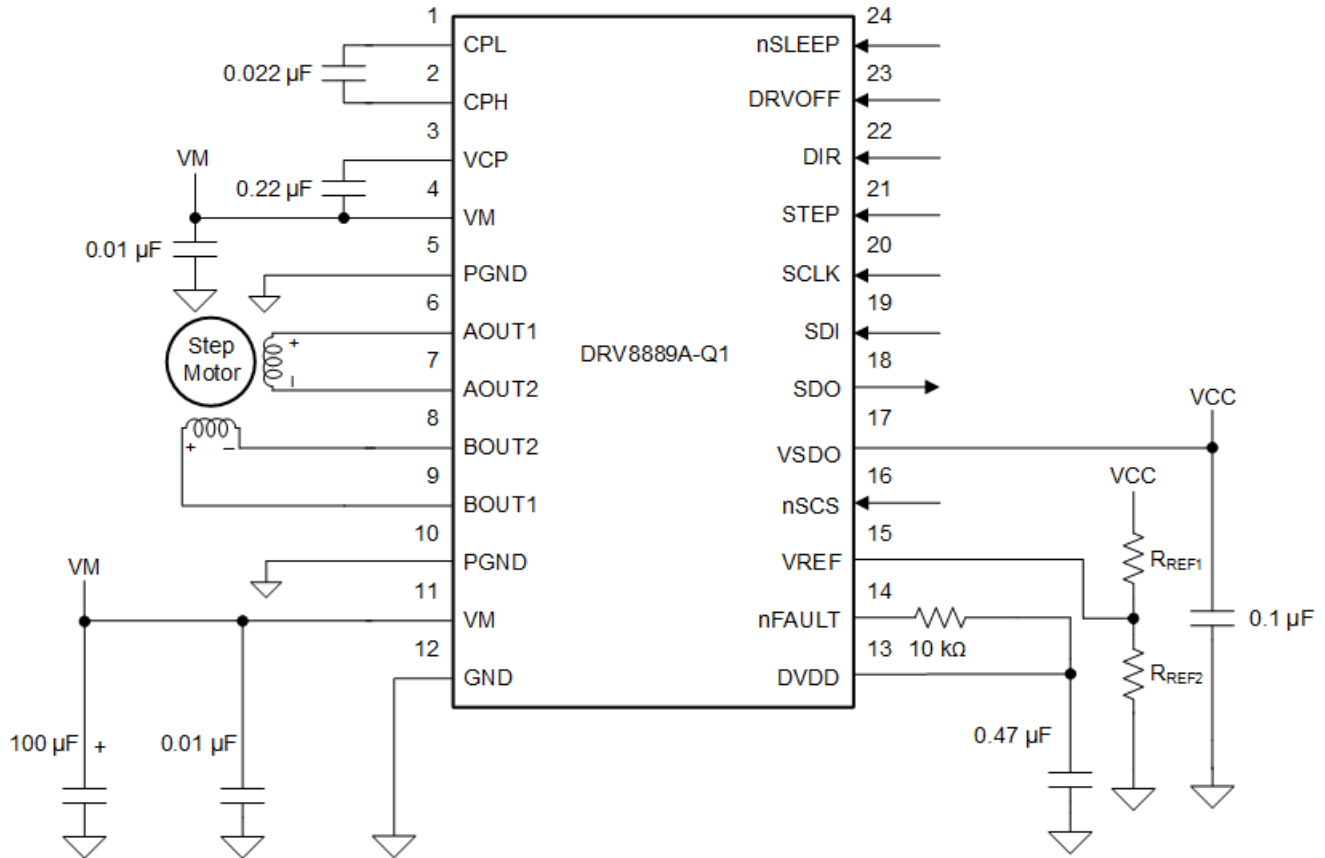 1
24
CPL
nSLEEP
0.022 µF
2
23
CPH
DRVOFF
3
22
VM
VCP
DIR
0.22 µF
4
21
VM
STEP
0.01 µF
5
20
PGND
SCLK
6
19
AOUT1
SDI
Step
Motor
+
–
7
DRV8889A-Q1
18
AOUT2
SDO
VCC
8
17
+ –
BOUT2
VSDO
9
16
VCC
BOUT1
nSCS
10
15
PGND
VREF
RREF1
VM
11
14
VM
nFAULT
0.1 µF
12
13
10 kΩ
GND
DVDD
RREF2
100 µF +
0.01 µF
0.47 µF